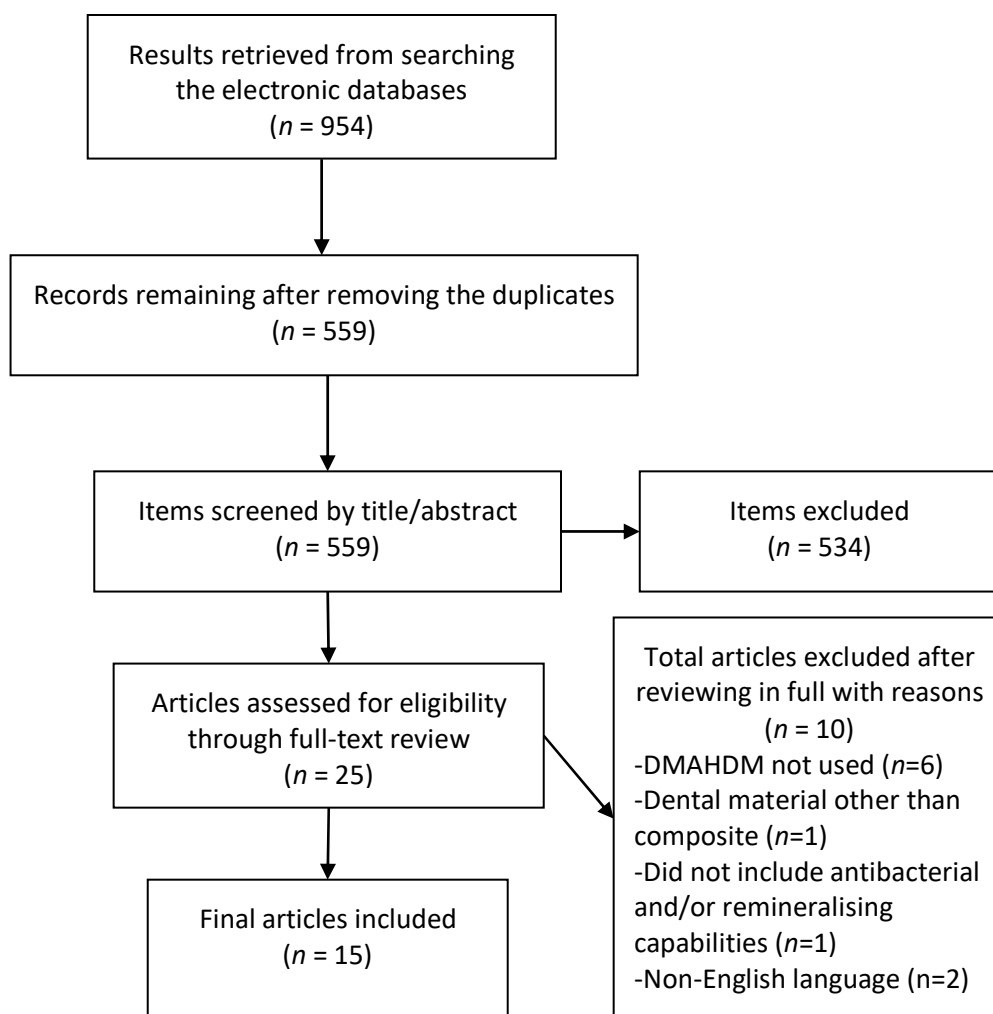 Results retrieved from searching
the electronic databases
(n = 954)
Records remaining after removing the duplicates
(n = 559)
Items screened by title/abstract
(n = 559)
Items excluded
(n = 534)
Articles assessed for eligibility
through full-text review
(n = 25)
Total articles excluded after
reviewing in full with reasons
(n = 10)
-DMAHDM not used (n=6)
-Dental material other than
composite (n=1)
-Did not include antibacterial
and/or remineralising
capabilities (n=1)
-Non-English language (n=2)
Final articles included
(n = 15)